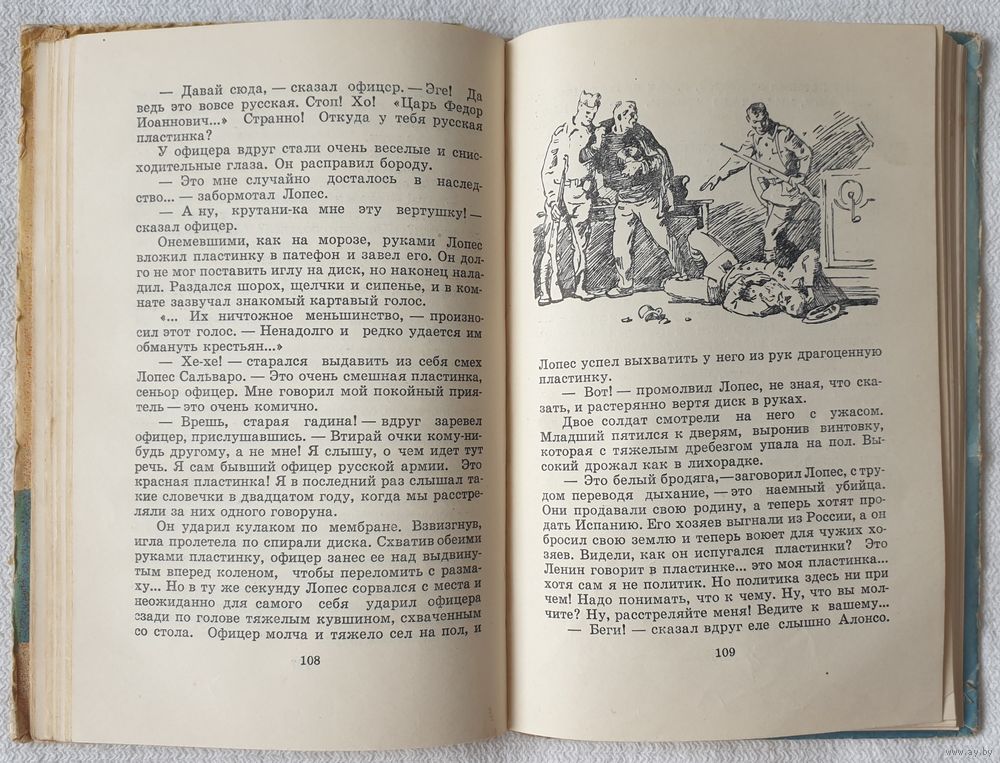 — Давай сюда, — сказал офицер. — Эге! Да
ведь это вовсе русская. Стоп! Хо! «Царь Федор
Иоаннович...» Странно! Откуда у тебя русская
пластинка?
У офицера вдруг стали очень веселые и снис-
ходительные глаза. Он расправил бороду.
— Это мне случайно досталось в наслед-
ство... — забормотал Лопес.
— А ну, крутани-ка мне эту вертушку! —
сказал офицер.
Онемевшими, как на морозе, руками Лопес
вложил пластинку в патефон и завел его. Он дол-
го не мог поставить иглу на диск, но наконец нала-
дил. Раздался шорох, щелчки и сипенье, и в ком-
нате зазвучал знакомый картавый голос.
«... Их ничтожное меньшинство, — произно-
сил этот голос. — Ненадолго и редко удается им
обмануть крестьян...»
— Хе-хе! — старался выдавить из себя смех
Лопес Сальваро. — Это очень смешная пластинка,
сеньор офицер. Мне говорил мой покойный прия-
тель — это очень комично.
— Врешь, старая гадина! — вдруг заревел
офицер, прислушавшись. — Втирай очки кому-ни-
будь другому, а не мне! Я слышу, о чем идет тут
речь. Я сам бывший офицер русской армии. Это
красная пластинка! Я в последний раз слышал та-
кие словечки в двадцатом году, когда мы расстре-
ляли за них одного говоруна.
Он ударил кулаком по мембране. Взвизгнув,
игла пролетела по спирали диска. Схватив обеими
руками пластинку, офицер занес ее над выдвину-
тым вперед коленом, чтобы переломить с разма-
ху... Но в ту же секунду Лопес сорвался с места и
неожиданно для самого себя ударил офицера
сзади по голове тяжелым кувшином, схваченным
со стола. Офицер молча и тяжело сел на пол, и
108
Лопес успел выхватить у него из рук драгоценную
пластинку.
— Вот! — промолвил Лопес, не зная, что ска-
зать, и растерянно вертя диск в руках.
Двое солдат смотрели на него с ужасом.
Младший пятился к дверям, выронив винтовку,
которая с тяжелым дребезгом упала на пол. Вы-
сокий дрожал как в лихорадке.
— Это белый бродяга, — заговорил Лопес, с тру-
дом переводя дыхание, — это наемный убийца.
Они продавали свою родину, а теперь хотят про-
дать Испанию. Его хозяев выгнали из России, а он
бросил свою землю и теперь воюет для чужих хо-
зяев. Видели, как он испугался пластинки? Это
Ленин говорит в пластинке... это моя пластинка...
хотя сам я не политик. Но политика здесь ни при
чем! Надо понимать, что к чему. Ну, что вы мол-
чите? Ну, расстреляйте меня! Ведите к вашему...
— Беги! — сказал вдруг еле слышно Алонсо.
109
www.ay.by